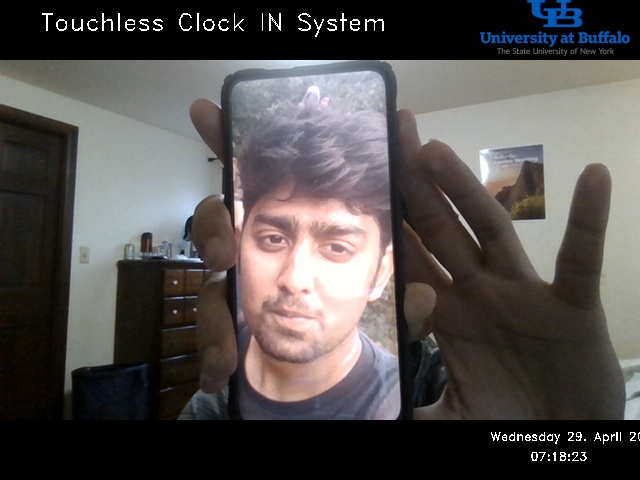 Touchless Clock IN System
UB
University at Buffalo
The State University of New York
Wednesday 29. April 20
07:18:23